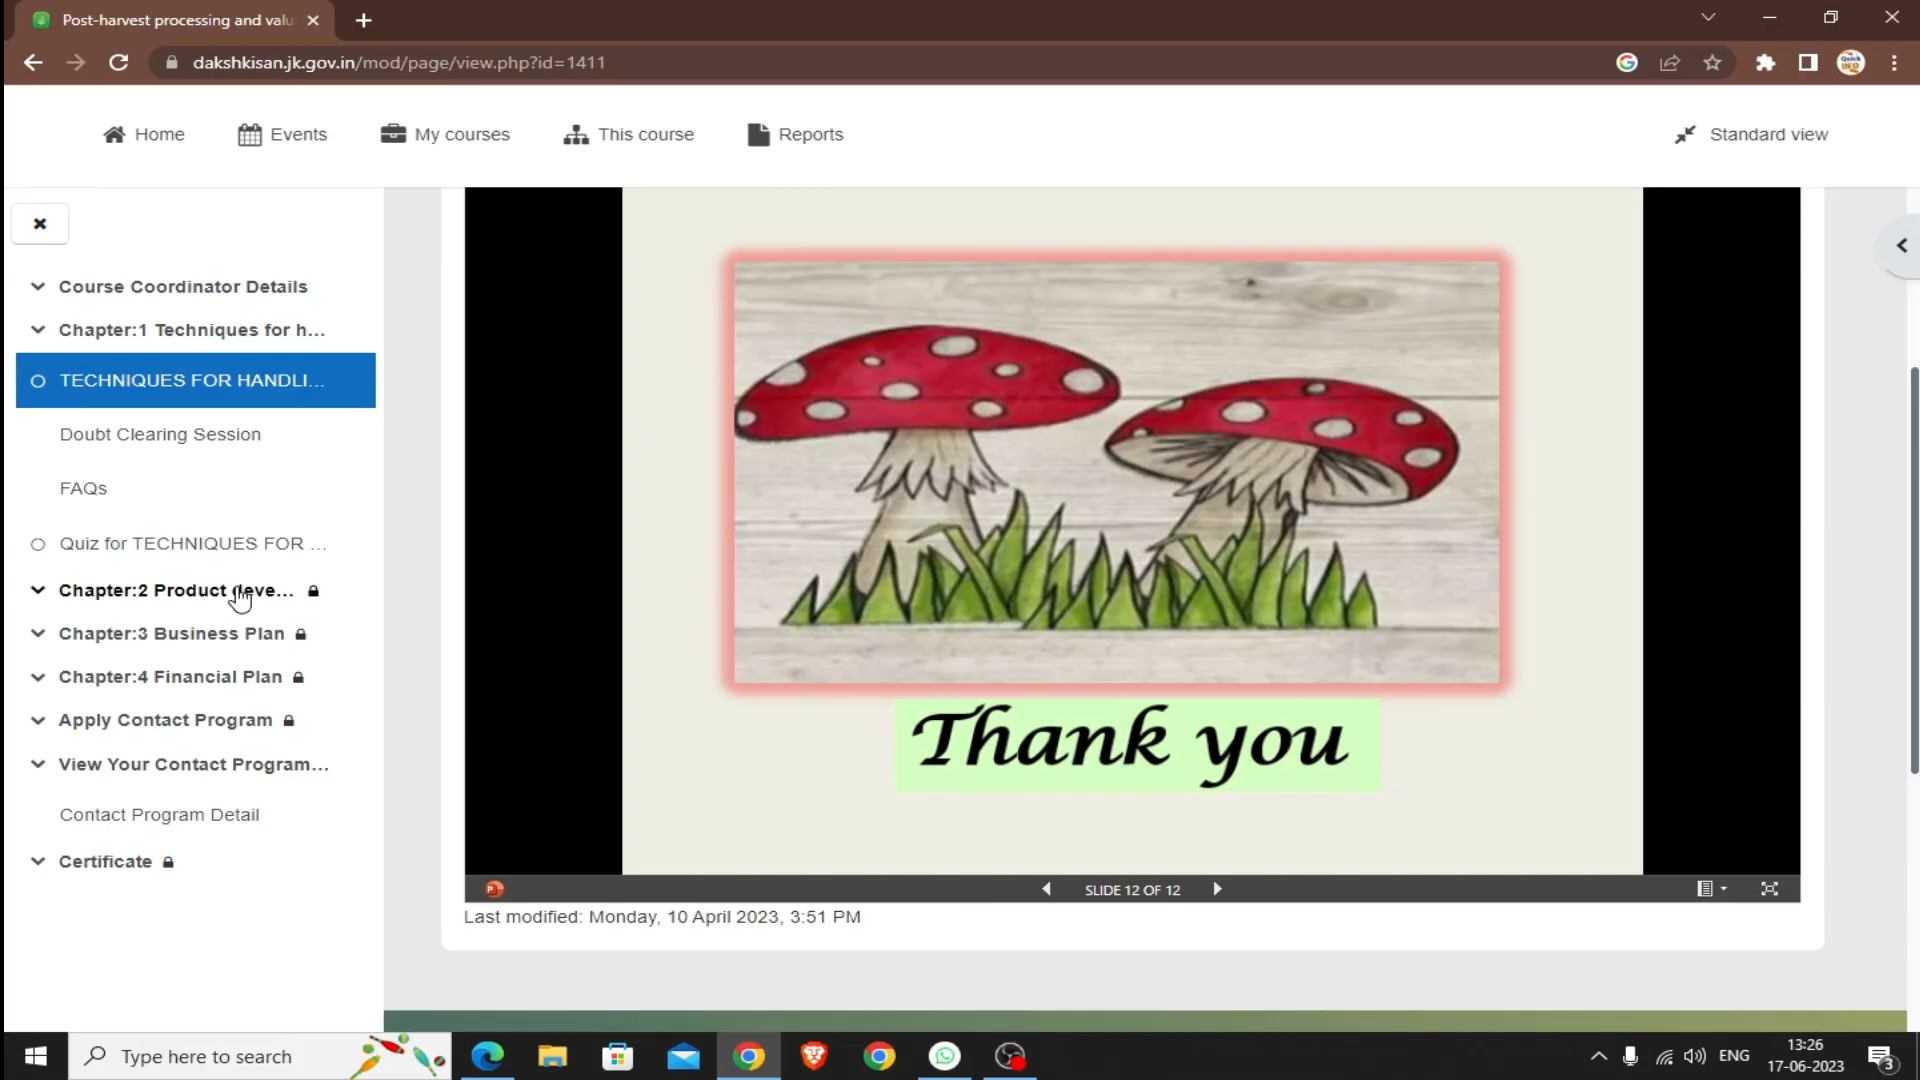 Post-harvest processing and valu
dakshkisan.jk.gov.in/mod/page/view.php?id=1411
Home
Events
My courses
This course
Reports
Standard view
Course Coordinator Details
Chapter:1 Techniques for h...
TECHNIQUES FOR HANDLI...
Doubt Clearing Session
FAQs
Quiz for TECHNIQUES FOR ...
Chapter:2 Product deve...
Chapter:3 Business Plan
Chapter:4 Financial Plan
Apply Contact Program
View Your Contact Program...
Contact Program Detail
Certificate
Thank you
SLIDE 12 OF 12
Last modified: Monday, 10 April 2023, 3:51 PM
Type here to search
ENG
13:26
17-06-2023
3